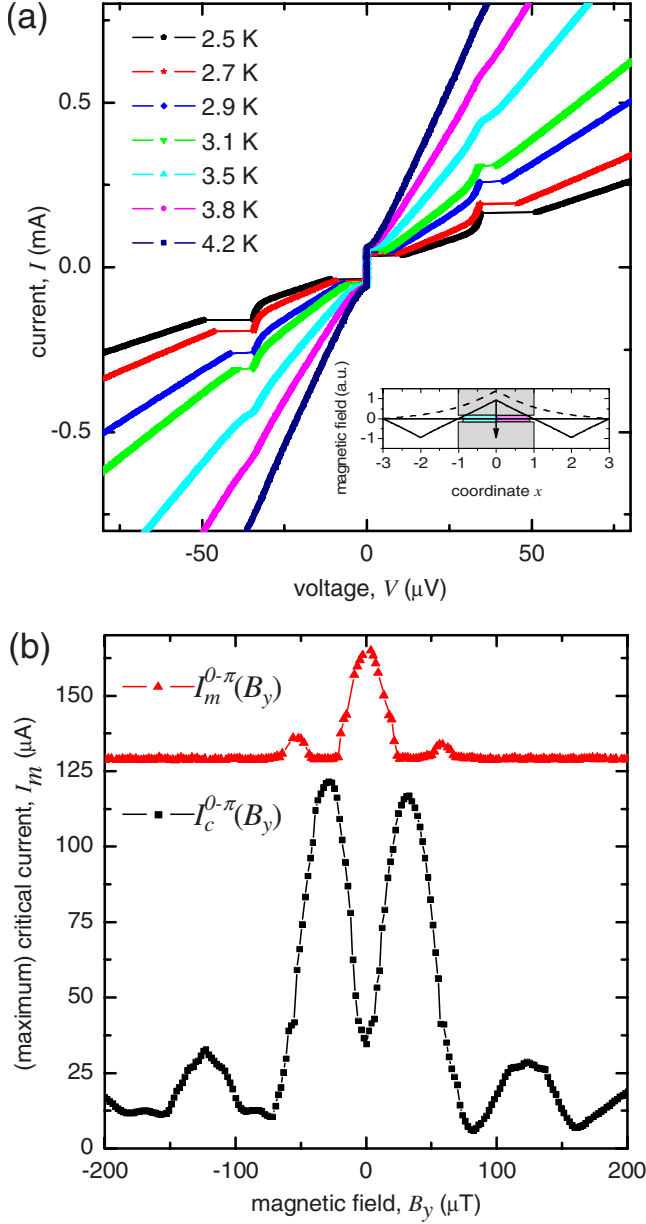 (a)
2.5 K
2.7 K
2.9 K
3.1 K
3.5 K
3.8 K
4.2 K
0.5
0.0
-0.5
current, I (mA)
magnetic field (a.u.)
1
0
-1
-3 -2 -1 0 1 2 3
coordinate x
-50 0 50
voltage, V (μV)
(b)
I_m^{0-π}(B_y)
I_c^{0-π}(B_y)
150
125
100
75
50
25
0
(maximum) critical current, I_m (μA)
-200 -100 0 100 200
magnetic field, B_y (μT)